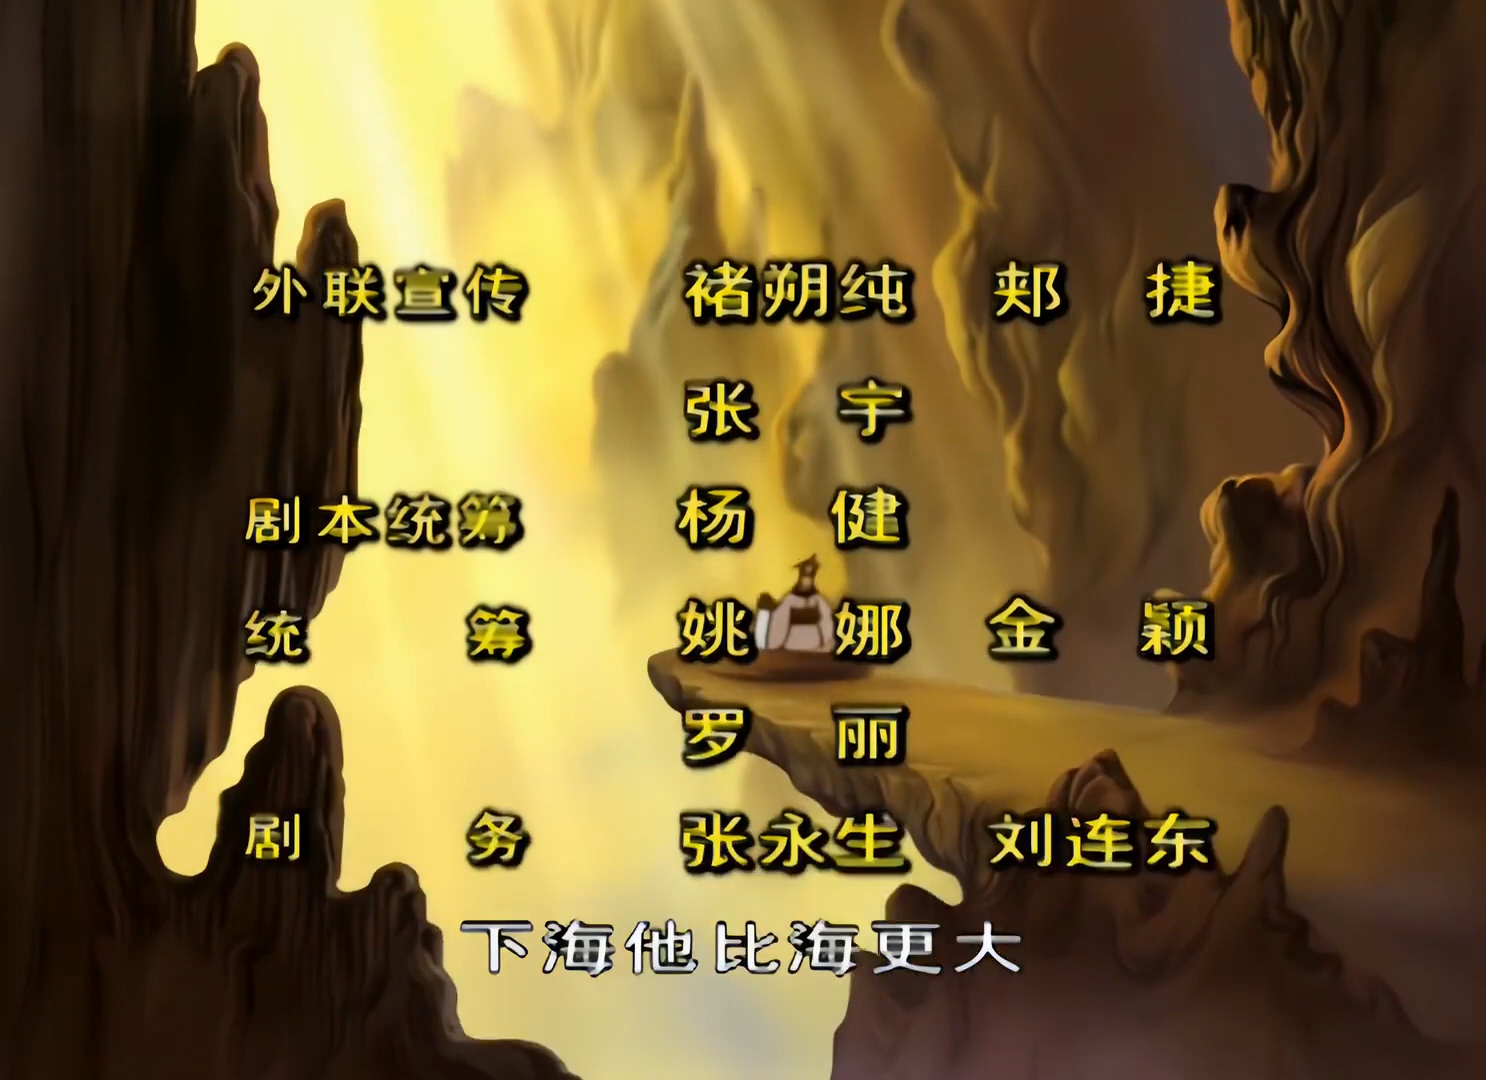 外联宣传 褚朔纯 郏捷
张宇
剧本统筹 杨健
统筹 姚娜 金颖
罗丽
剧务 张永生 刘连东
下海他比海更大